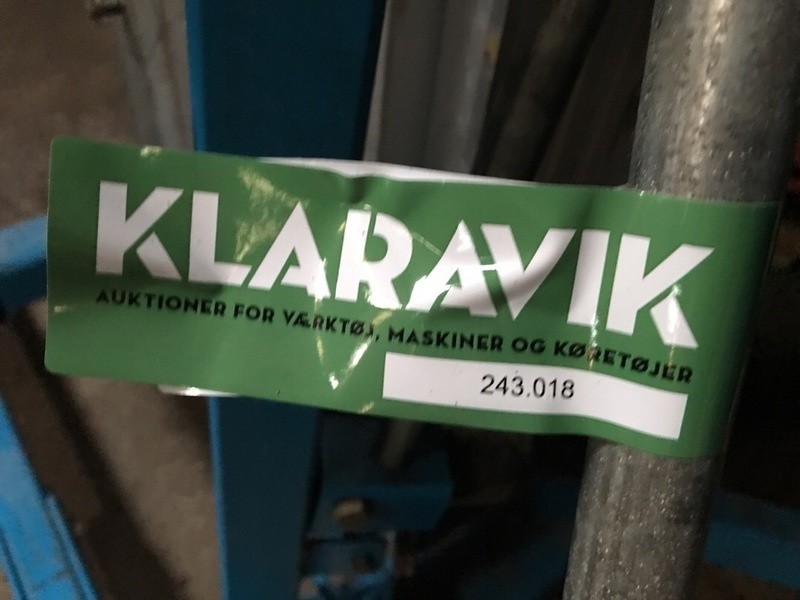 KLARAVIK
AUKTIONER FOR VÆRKTØJ, MASKINER OG KØRETØJER
243.018